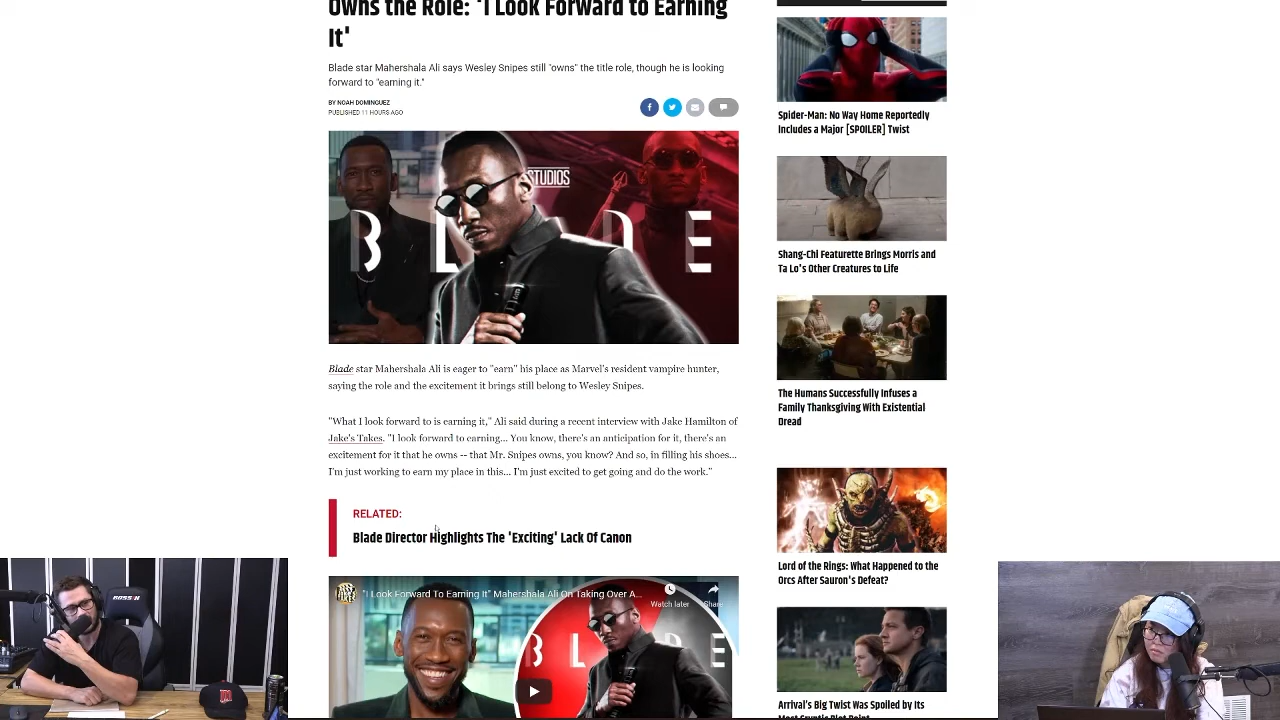 Owns the Role: 'I Look Forward to Earning
It'
Blade star Mahershala Ali says Wesley Snipes still "owns" the title role, though he is looking
forward to "earning it."
BY NOAH DOMINGUEZ
PUBLISHED 11 HOURS AGO
STUDIOS
BLADE
Blade star Mahershala Ali is eager to "earn" his place as Marvel's resident vampire hunter,
saying the role and the excitement it brings still belong to Wesley Snipes.
"What I look forward to is earning it," Ali said during a recent interview with Jake Hamilton of
Jake's Takes. "I look forward to earning... You know, there's an anticipation for it, there's an
excitement for it that he owns -- that Mr. Snipes owns, you know? And so, in filling his shoes...
I'm just working to earn my place in this... I'm just excited to get going and do the work."
RELATED:
Blade Director Highlights The 'Exciting' Lack Of Canon
"I Look Forward To Earning It" Mahershala Ali On Taking Over A...
Watch later
Share
BLADE
Spider-Man: No Way Home Reportedly
Includes a Major [SPOILER] Twist
Shang-Chi Featurette Brings Morris and
Ta Lo's Other Creatures to Life
The Humans Successfully Infuses a
Family Thanksgiving With Existential
Dread
Lord of the Rings: What Happened to the
Orcs After Sauron's Defeat?
Arrival's Big Twist Was Spoiled by Its
Most Cryptic Plot Point